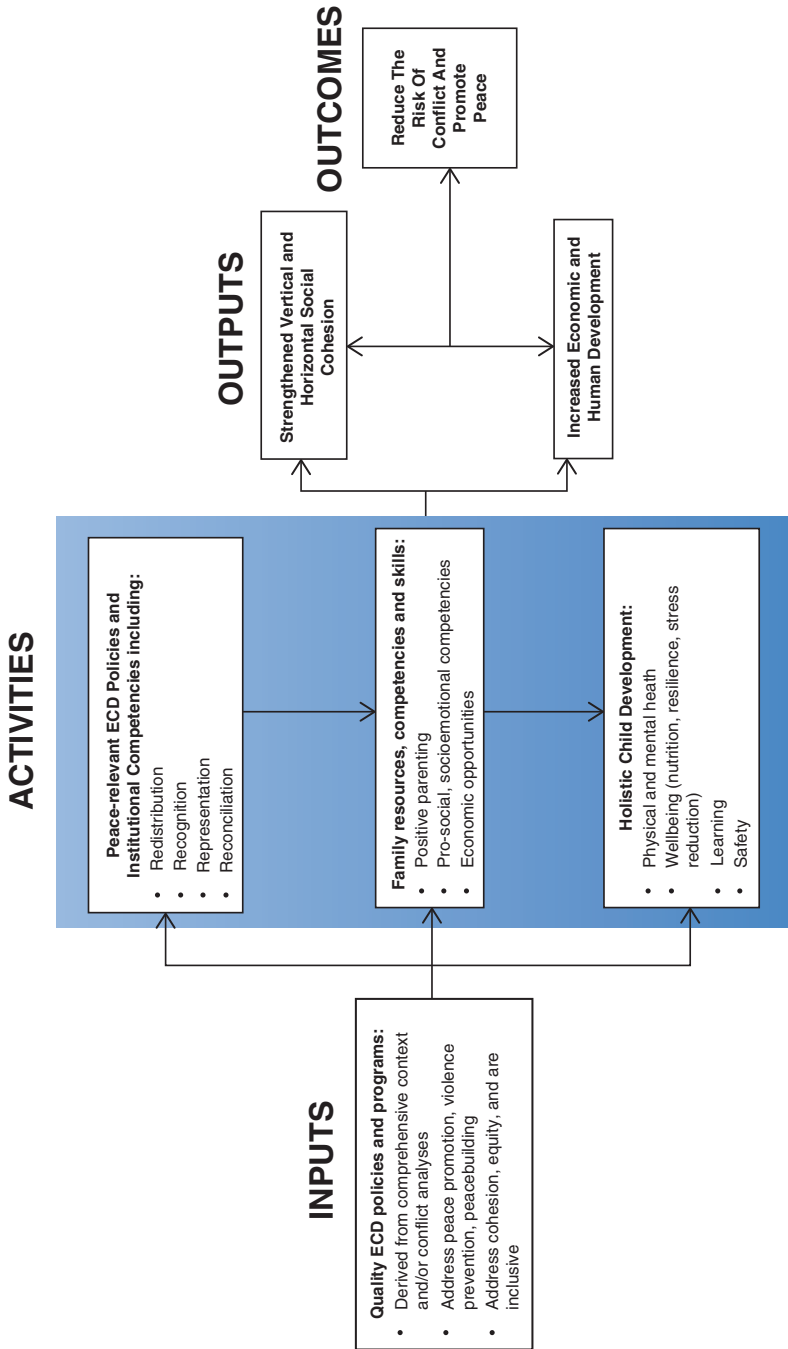 INPUTS
Quality ECD policies and programs:
• Derived from comprehensive context
and/or conflict analyses
• Address peace promotion, violence
prevention, peacebuilding
• Address cohesion, equity, and are
inclusive
ACTIVITIES
Peace-relevant ECD Policies and
Institutional Competencies including:
• Redistribution
• Recognition
• Representation
• Reconciliation
Family resources, competencies and skills:
• Positive parenting
• Pro-social, socioemotional competencies
• Economic opportunities
Holistic Child Development:
• Physical and mental heath
• Wellbeing (nutrition, resilience, stress
reduction)
• Learning
• Safety
OUTPUTS
Strengthened Vertical and
Horizontal Social
Cohesion
Increased Economic and
Human Development
OUTCOMES
Reduce The
Risk Of
Conflict And
Promote
Peace